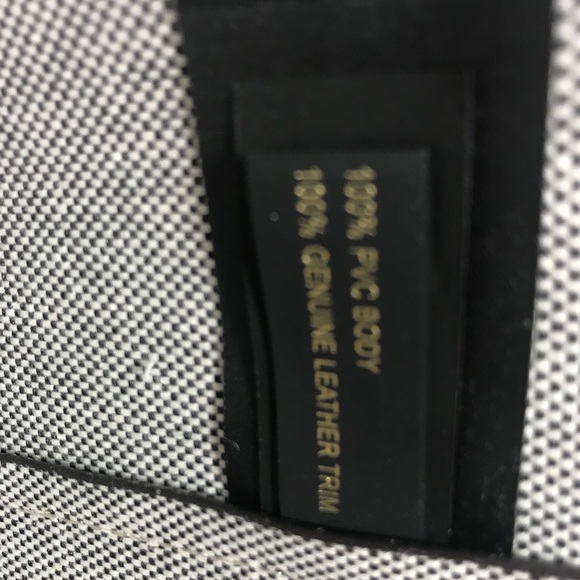 100% PVC BODY
100% GENUINE LEATHER TRIM